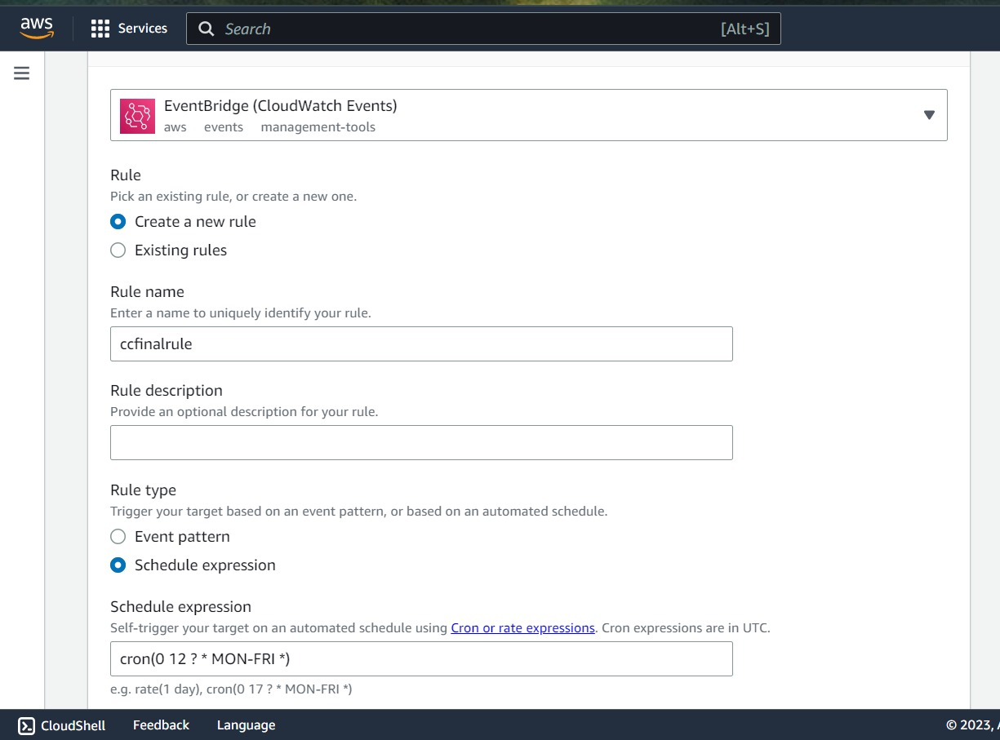 aws
Services
Search
[Alt+S]
EventBridge (CloudWatch Events)
aws events management-tools
Rule
Pick an existing rule, or create a new one.
Create a new rule
Existing rules
Rule name
Enter a name to uniquely identify your rule.
ccfinalrule
Rule description
Provide an optional description for your rule.
Rule type
Trigger your target based on an event pattern, or based on an automated schedule.
Event pattern
Schedule expression
Schedule expression
Self-trigger your target on an automated schedule using Cron or rate expressions. Cron expressions are in UTC.
cron(0 12 ? * MON-FRI *)
e.g. rate(1 day), cron(0 17 ? * MON-FRI *)
CloudShell Feedback Language © 2023,